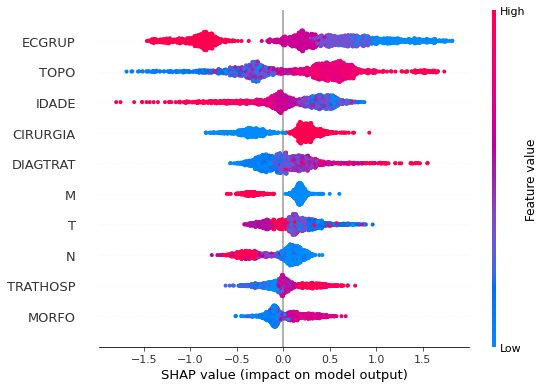 High
ECGRUP
TOPO
IDADE
CIRURGIA
DIAGTRAT
M
T
N
TRATHOSP
MORFO
Feature value
Low
−1.5 −1.0 −0.5 0.0 0.5 1.0 1.5
SHAP value (impact on model output)